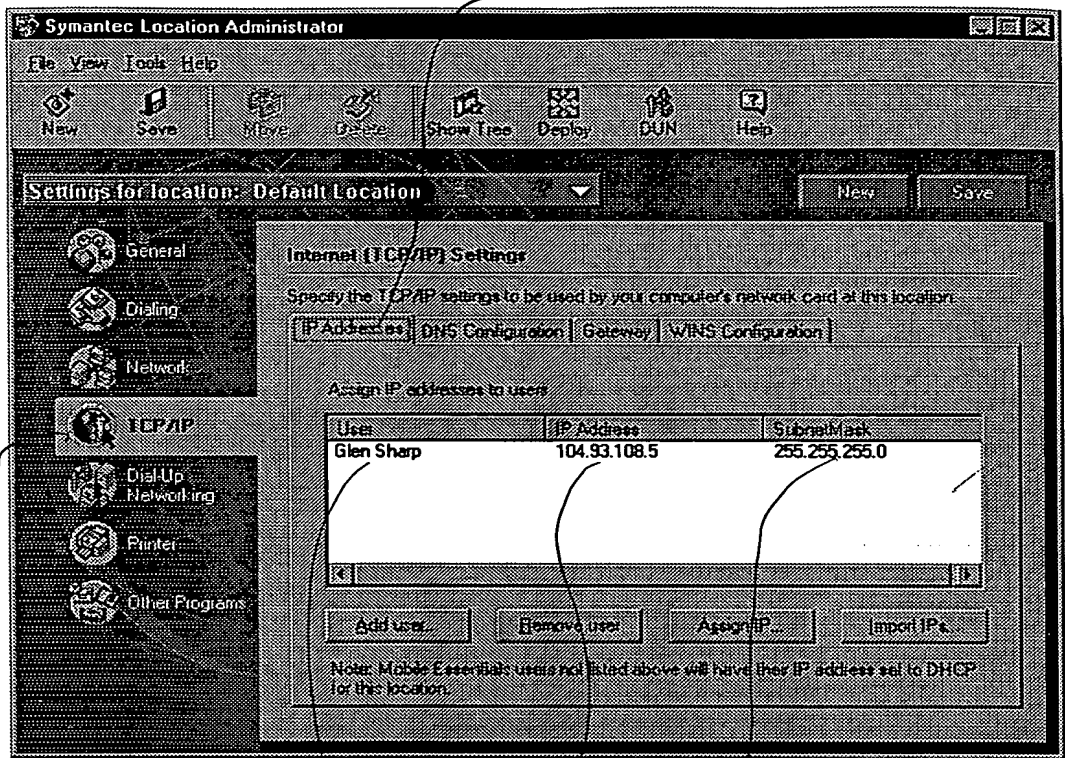 Symantec Location Administrator
File View Tools Help
New Save Move Delete Show Tree Deploy DUN Help
Settings for location: Default Location
New Save
General
Dialing
Network
TCP/IP
Dial-Up
Networking
Printer
Other Programs
Internet (TCP/IP) Settings
Specify the TCP/IP settings to be used by your computer's network card at this location.
IP Addresses DNS Configuration Gateway WINS Configuration
Assign IP addresses to users
User IP Address SubnetMask
Glen Sharp 104.93.108.5 255.255.255.0
Add user... Remove user Assign IP... Import IPs...
Note: Mobile Essentials users not listed above will have their IP address set to DHCP
for this location.